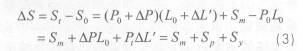 ΔS = S_t − S_0 = (P_0 + ΔP)(L_0 + ΔL′) + S_m − P_0L_0
= S_m + ΔPL_0 + P_tΔL′ = S_m + S_p + S_y (3)